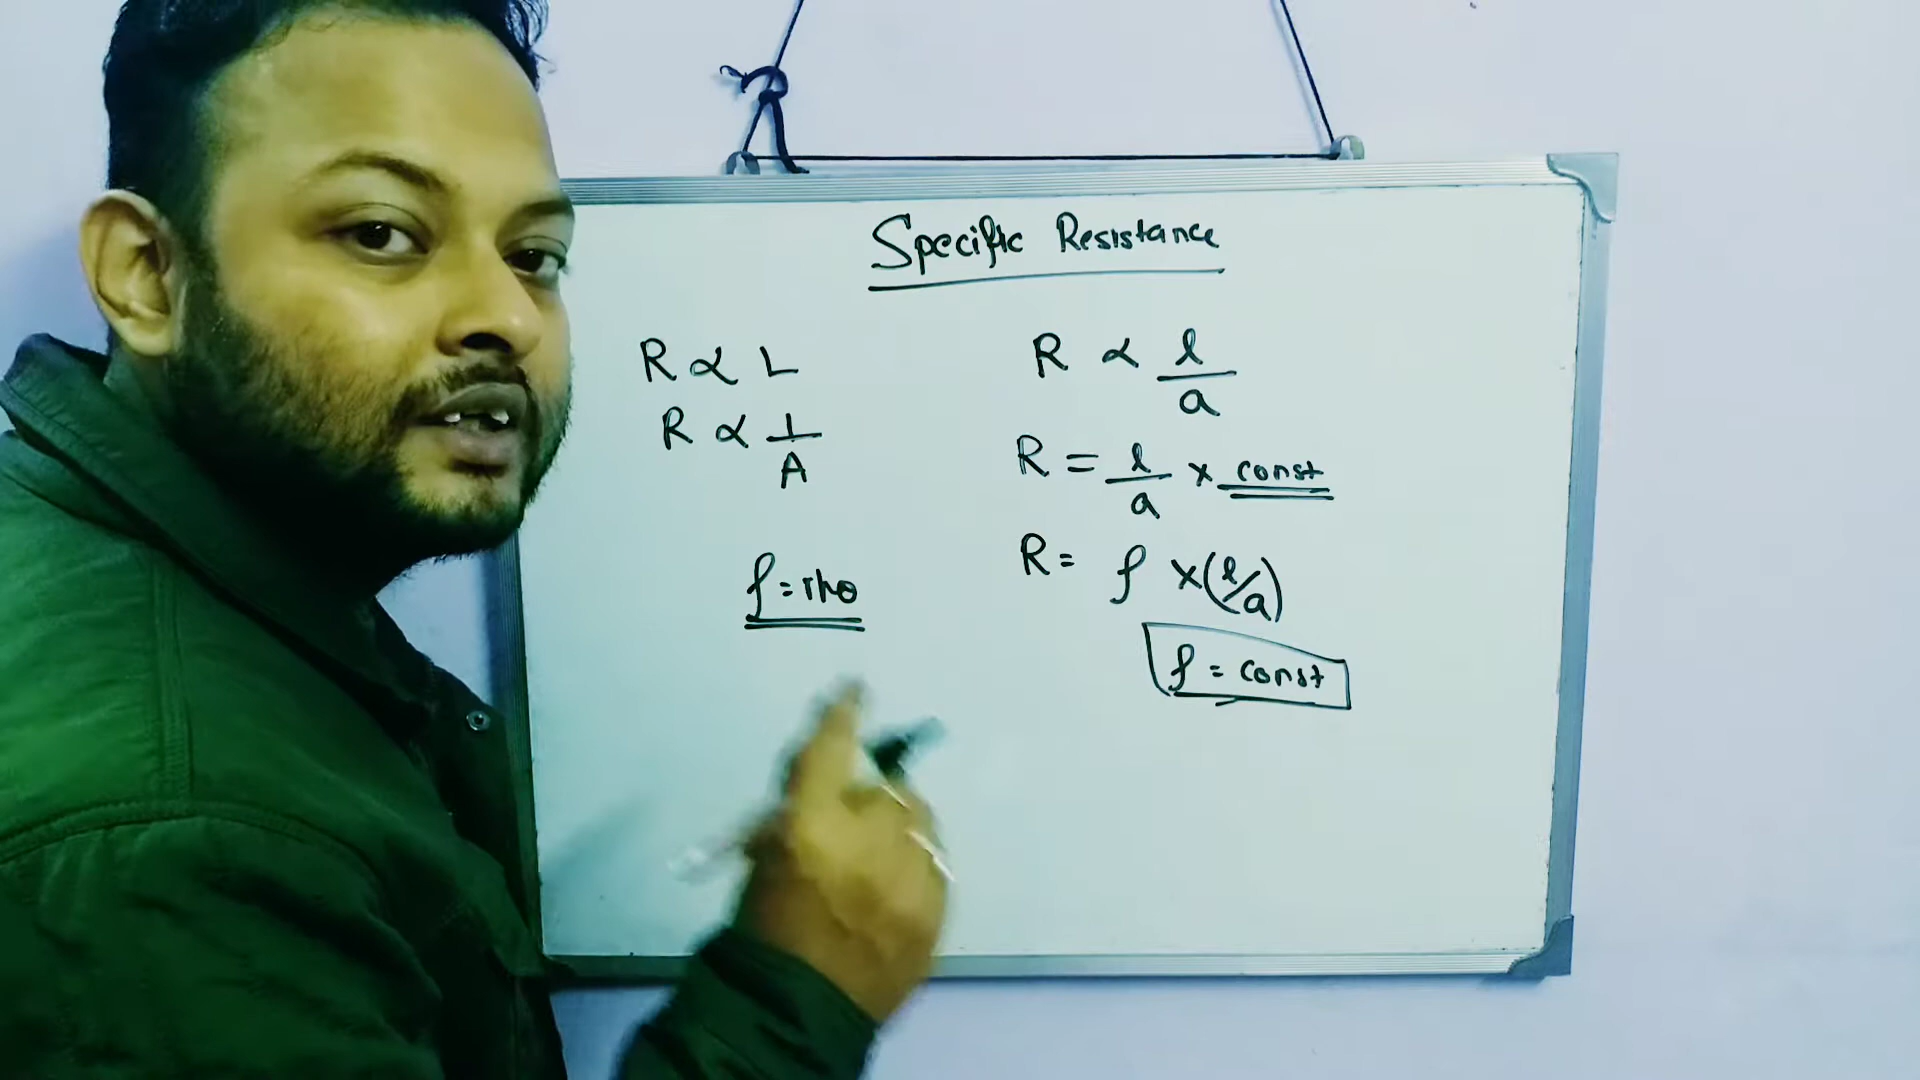 Specific Resistance
R ∝ L
R ∝ 1/A
ρ = rho
R ∝ l/a
R = l/a × const
R = ρ × (l/a)
ρ = const